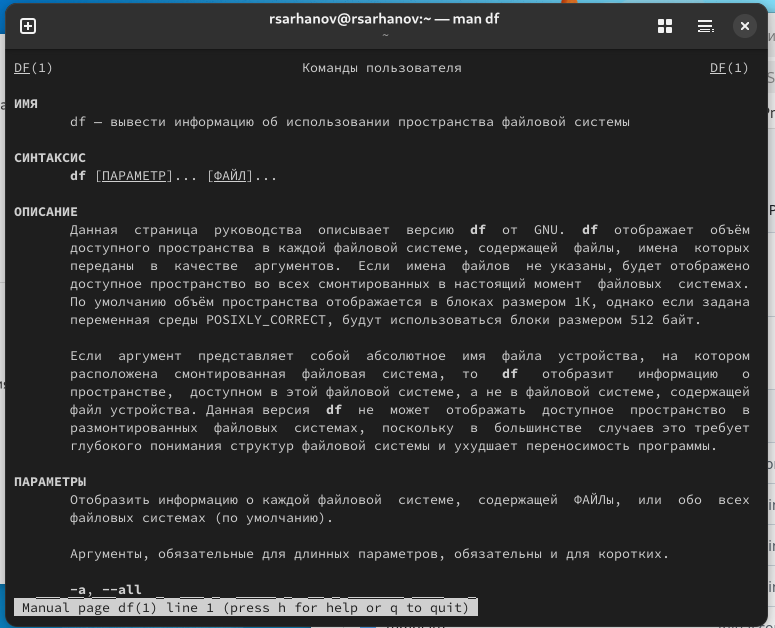 rsarhanov@rsarhanov:~ — man df
~
DF(1) Команды пользователя DF(1)
ИМЯ
df — вывести информацию об использовании пространства файловой системы
СИНТАКСИС
df [ПАРАМЕТР]... [ФАЙЛ]...
ОПИСАНИЕ
Данная страница руководства описывает версию df от GNU. df отображает объём
доступного пространства в каждой файловой системе, содержащей файлы, имена которых
переданы в качестве аргументов. Если имена файлов не указаны, будет отображено
доступное пространство во всех смонтированных в настоящий момент файловых системах.
По умолчанию объём пространства отображается в блоках размером 1K, однако если задана
переменная среды POSIXLY_CORRECT, будут использоваться блоки размером 512 байт.
Если аргумент представляет собой абсолютное имя файла устройства, на котором
расположена смонтированная файловая система, то df отобразит информацию о
пространстве, доступном в этой файловой системе, а не в файловой системе, содержащей
файл устройства. Данная версия df не может отображать доступное пространство в
размонтированных файловых системах, поскольку в большинстве случаев это требует
глубокого понимания структур файловой системы и ухудшает переносимость программы.
ПАРАМЕТРЫ
Отобразить информацию о каждой файловой системе, содержащей ФАЙЛы, или обо всех
файловых системах (по умолчанию).
Аргументы, обязательные для длинных параметров, обязательны и для коротких.
-a, --all
Manual page df(1) line 1 (press h for help or q to quit)